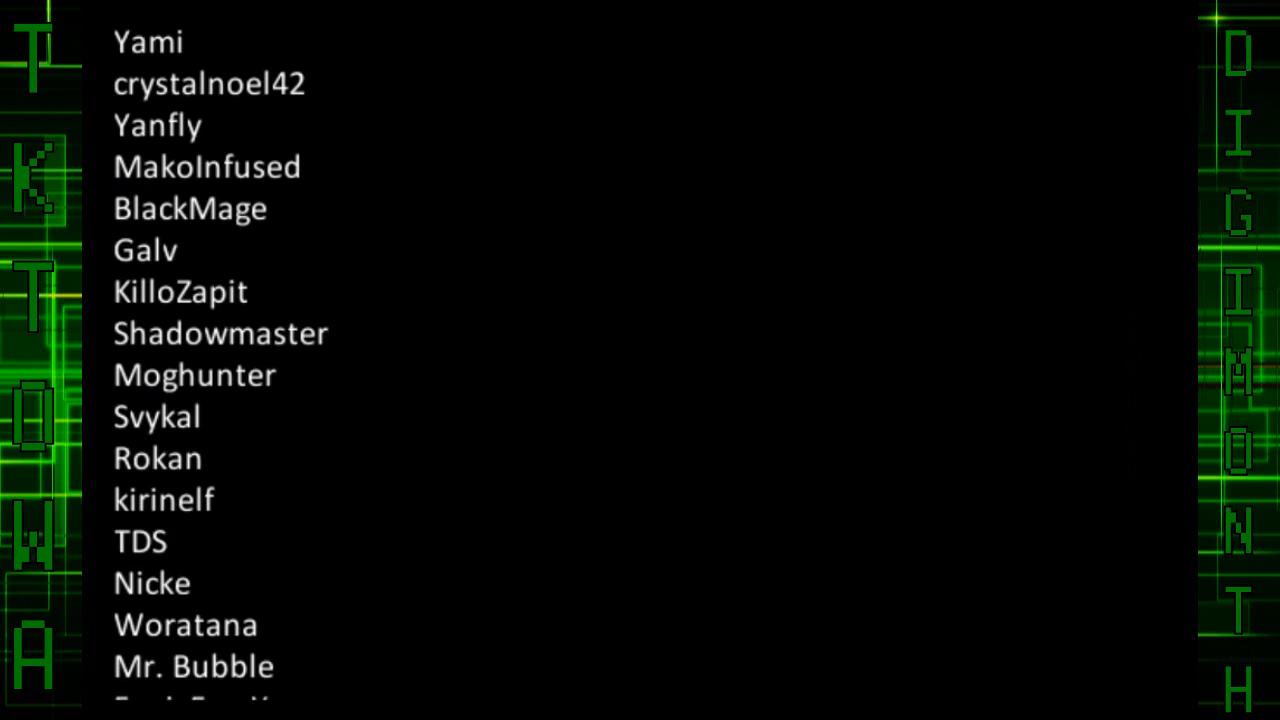 T
K
T
O
W
A
Yami
crystalnoel42
Yanfly
MakoInfused
BlackMage
Galv
KilloZapit
Shadowmaster
Moghunter
Svykal
Rokan
kirinelf
TDS
Nicke
Woratana
Mr. Bubble
D
I
G
I
M
O
N
T
H